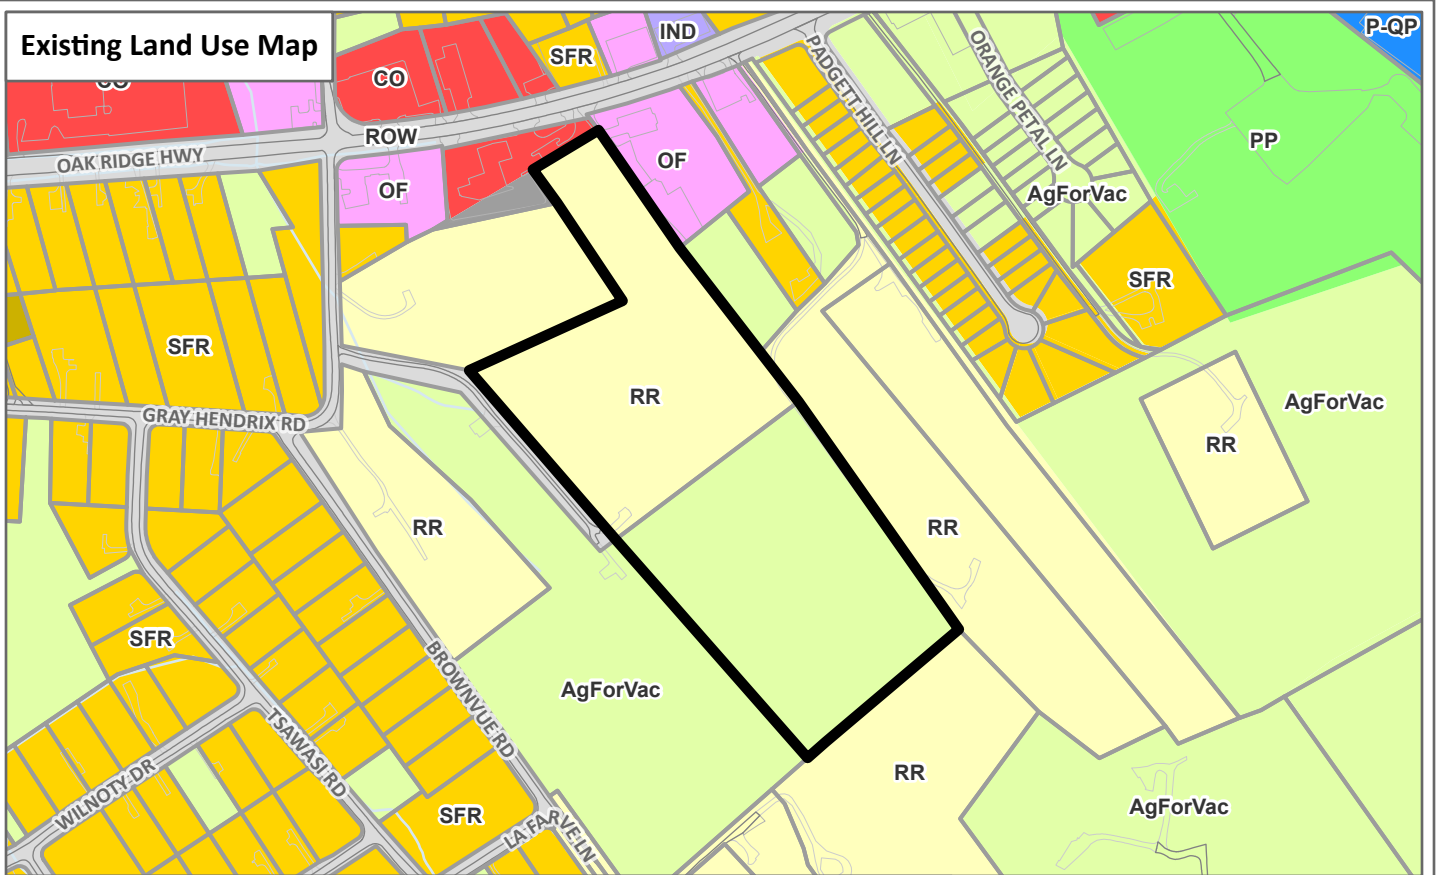 Existing Land Use Map
CO
CO
SFR
IND
P-QP
PADGETT HILL LN
ORANGE PETAL LN
ROW
OAK RIDGE HWY
OF
OF
PP
AgForVac
SFR
SFR
RR
AgForVac
GRAY HENDRIX RD
RR
RR
RR
SFR
BROWNVUE RD
AgForVac
TSAWASI RD
WILNOTY DR
RR
SFR
AgForVac
LA FARVE LN